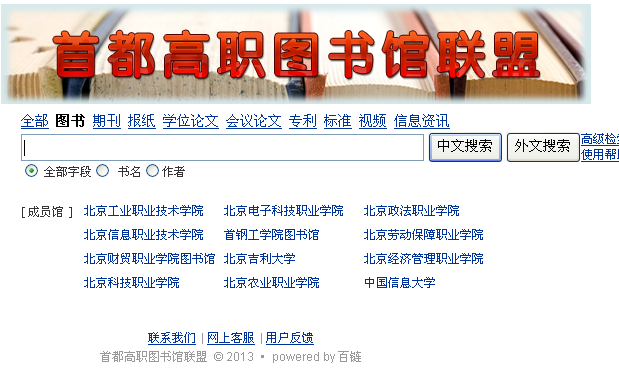 首都高职图书馆联盟
全部 图书 期刊 报纸 学位论文 会议论文 专利 标准 视频 信息资讯
中文搜索 外文搜索 高级检索
使用帮助
全部字段 书名 作者
[成员馆] 北京工业职业技术学院 北京电子科技职业学院 北京政法职业学院
北京信息职业技术学院 首钢工学院图书馆 北京劳动保障职业学院
北京财贸职业学院图书馆 北京吉利大学 北京经济管理职业学院
北京科技职业学院 北京农业职业学院 中国信息大学
联系我们 | 网上客服 | 用户反馈
首都高职图书馆联盟 © 2013 • powered by 百链